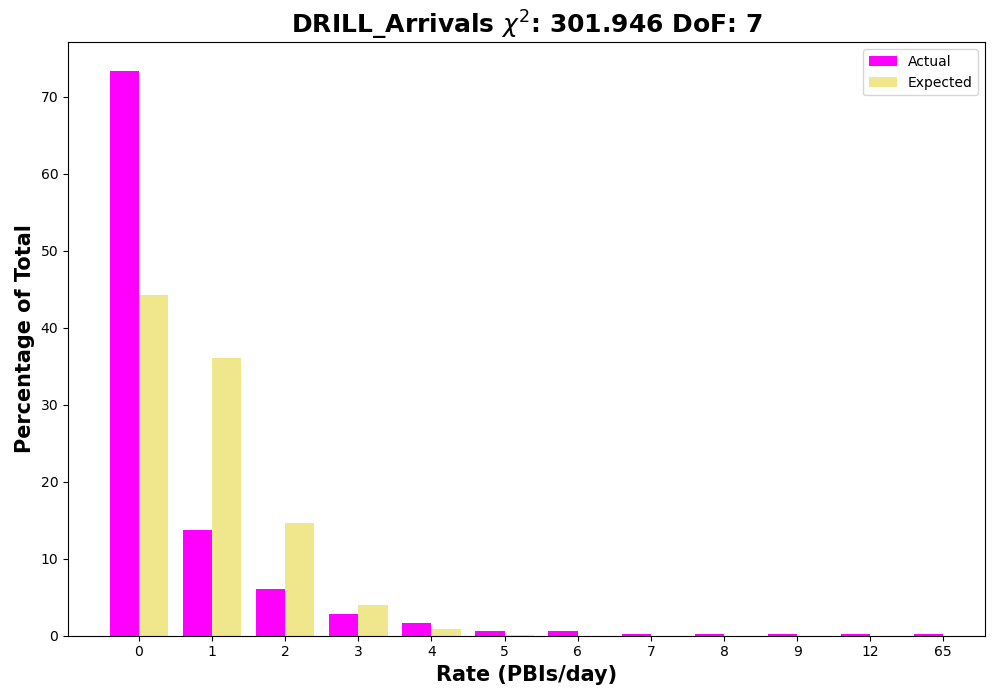 DRILL_Arrivals χ²: 301.946 DoF: 7
Actual
Expected
Percentage of Total
70
60
50
40
30
20
10
0
0 1 2 3 4 5 6 7 8 9 12 65
Rate (PBIs/day)